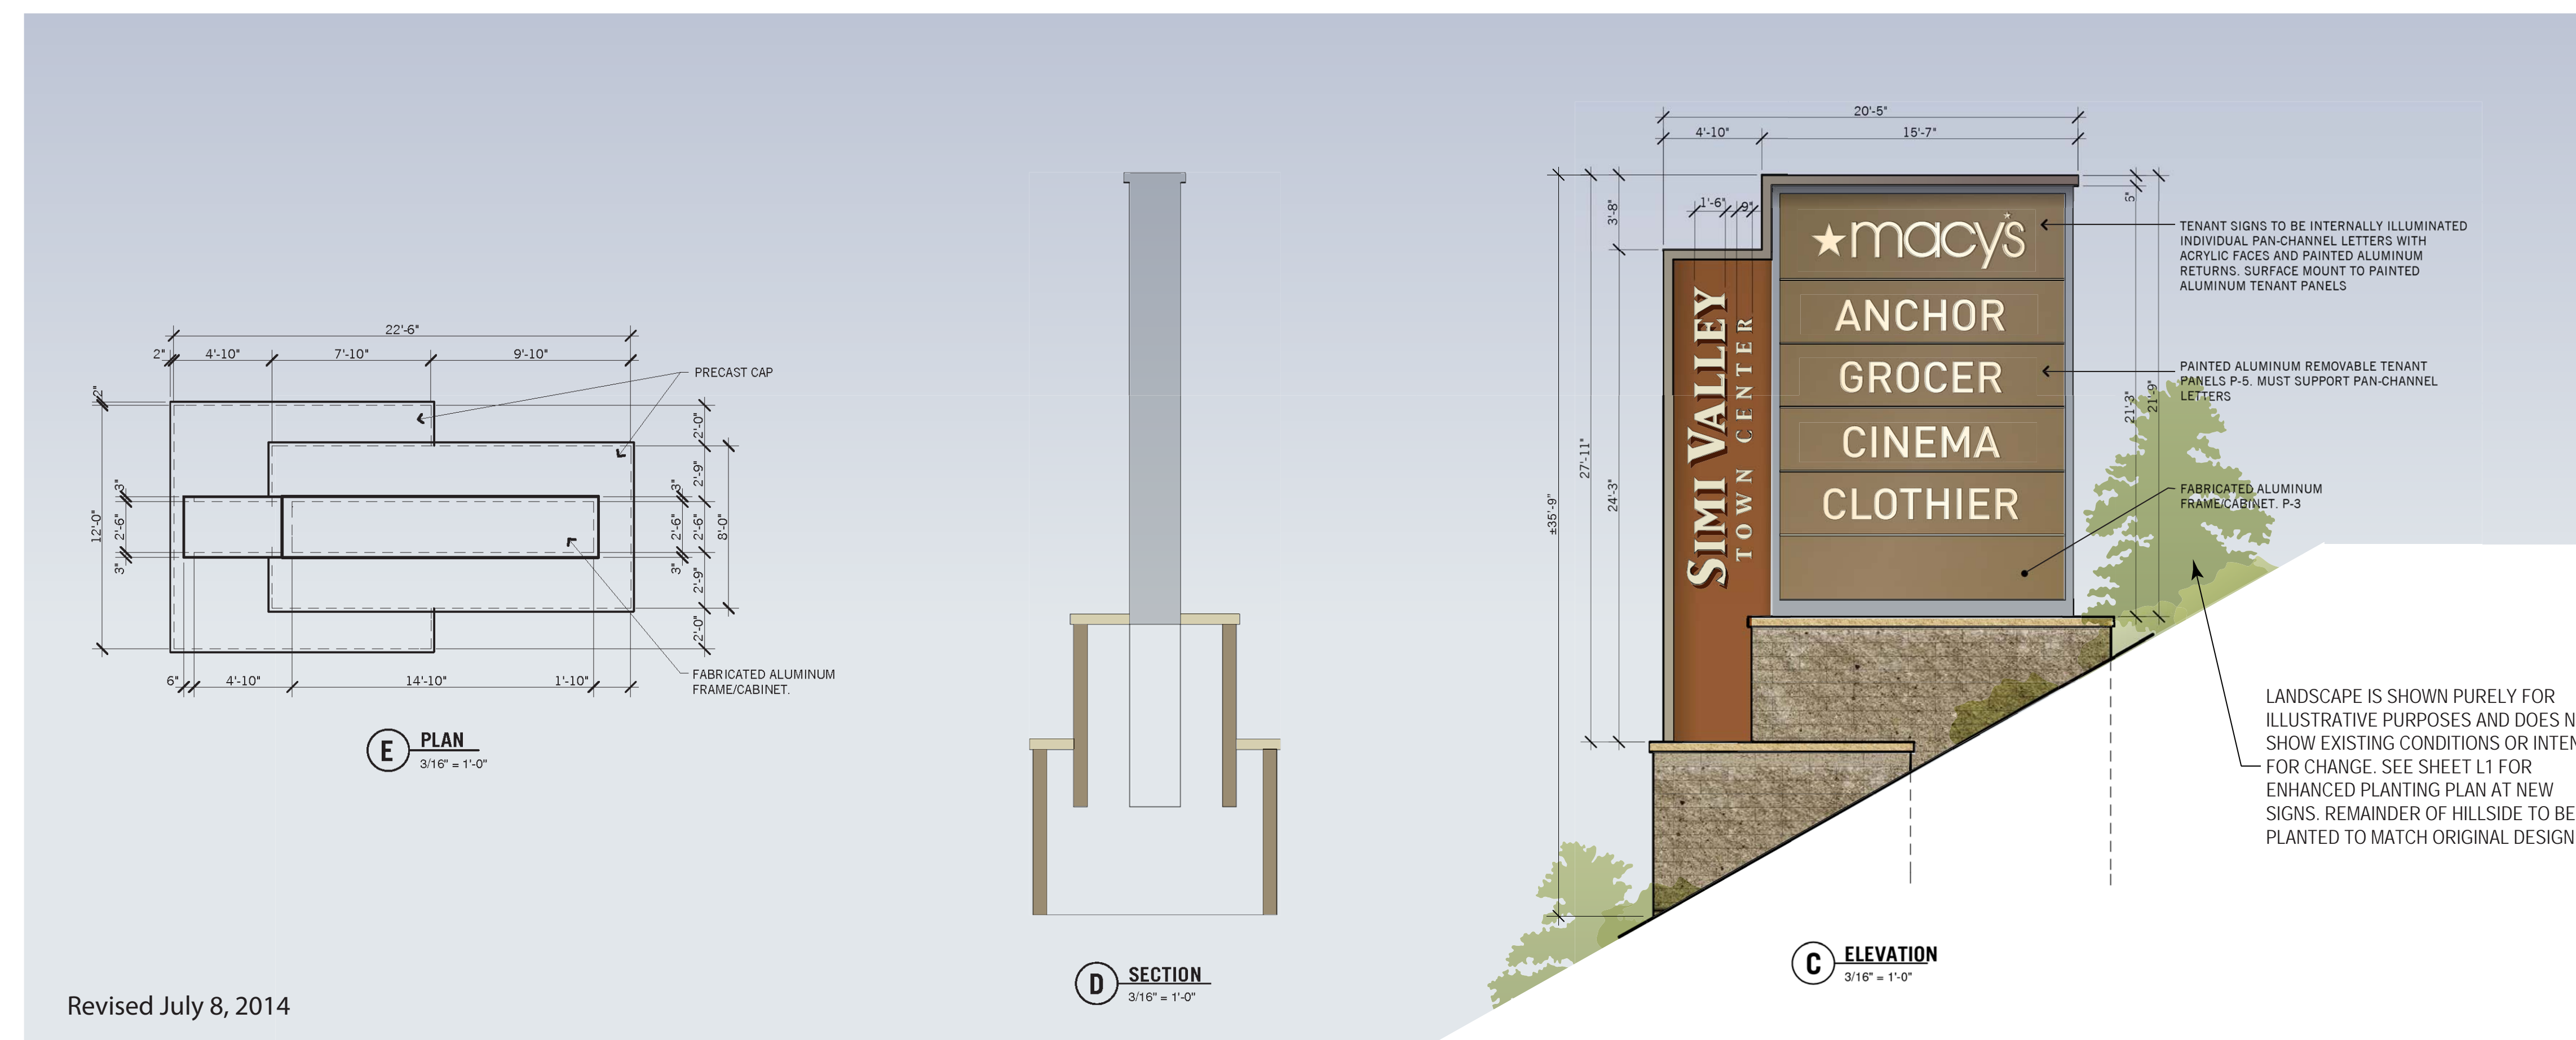 22'-6"
2" 4'-10" 7'-10" 9'-10"
PRECAST CAP
2"
12'-0"
3"
2'-6"
3"
2'-0"
2'-9"
3"
2'-6" 2'-6" 8'-0"
3"
2'-9"
2'-0"
6" 4'-10" 14'-10" 1'-10"
FABRICATED ALUMINUM
FRAME/CABINET.
E PLAN
3/16" = 1'-0"
Revised July 8, 2014
D SECTION
3/16" = 1'-0"
20'-5"
4'-10" 15'-7"
3'-8"
1'-6" 9"
5"
±35'-9"
27'-11"
24'-3"
21'-3"
21'-9"
SIMI VALLEY
TOWN CENTER
macy's
ANCHOR
GROCER
CINEMA
CLOTHIER
TENANT SIGNS TO BE INTERNALLY ILLUMINATED
INDIVIDUAL PAN-CHANNEL LETTERS WITH
ACRYLIC FACES AND PAINTED ALUMINUM
RETURNS. SURFACE MOUNT TO PAINTED
ALUMINUM TENANT PANELS
PAINTED ALUMINUM REMOVABLE TENANT
PANELS P-5. MUST SUPPORT PAN-CHANNEL
LETTERS
FABRICATED ALUMINUM
FRAME/CABINET. P-3
LANDSCAPE IS SHOWN PURELY FOR
ILLUSTRATIVE PURPOSES AND DOES N
SHOW EXISTING CONDITIONS OR INTEN
FOR CHANGE. SEE SHEET L1 FOR
ENHANCED PLANTING PLAN AT NEW
SIGNS. REMAINDER OF HILLSIDE TO BE
PLANTED TO MATCH ORIGINAL DESIGN
C ELEVATION
3/16" = 1'-0"